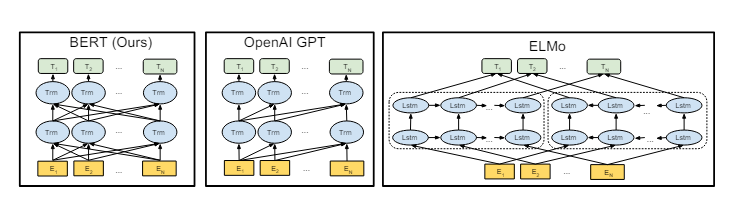 BERT (Ours)
T1 T2 ... TN
Trm Trm ... Trm
Trm Trm ... Trm
E1 E2 ... EN
OpenAI GPT
T1 T2 ... TN
Trm Trm ... Trm
Trm Trm ... Trm
E1 E2 ... EN
ELMo
T1 T2 ... TN
Lstm Lstm ... Lstm Lstm Lstm ... Lstm
Lstm Lstm ... Lstm Lstm Lstm ... Lstm
E1 E2 ... EN